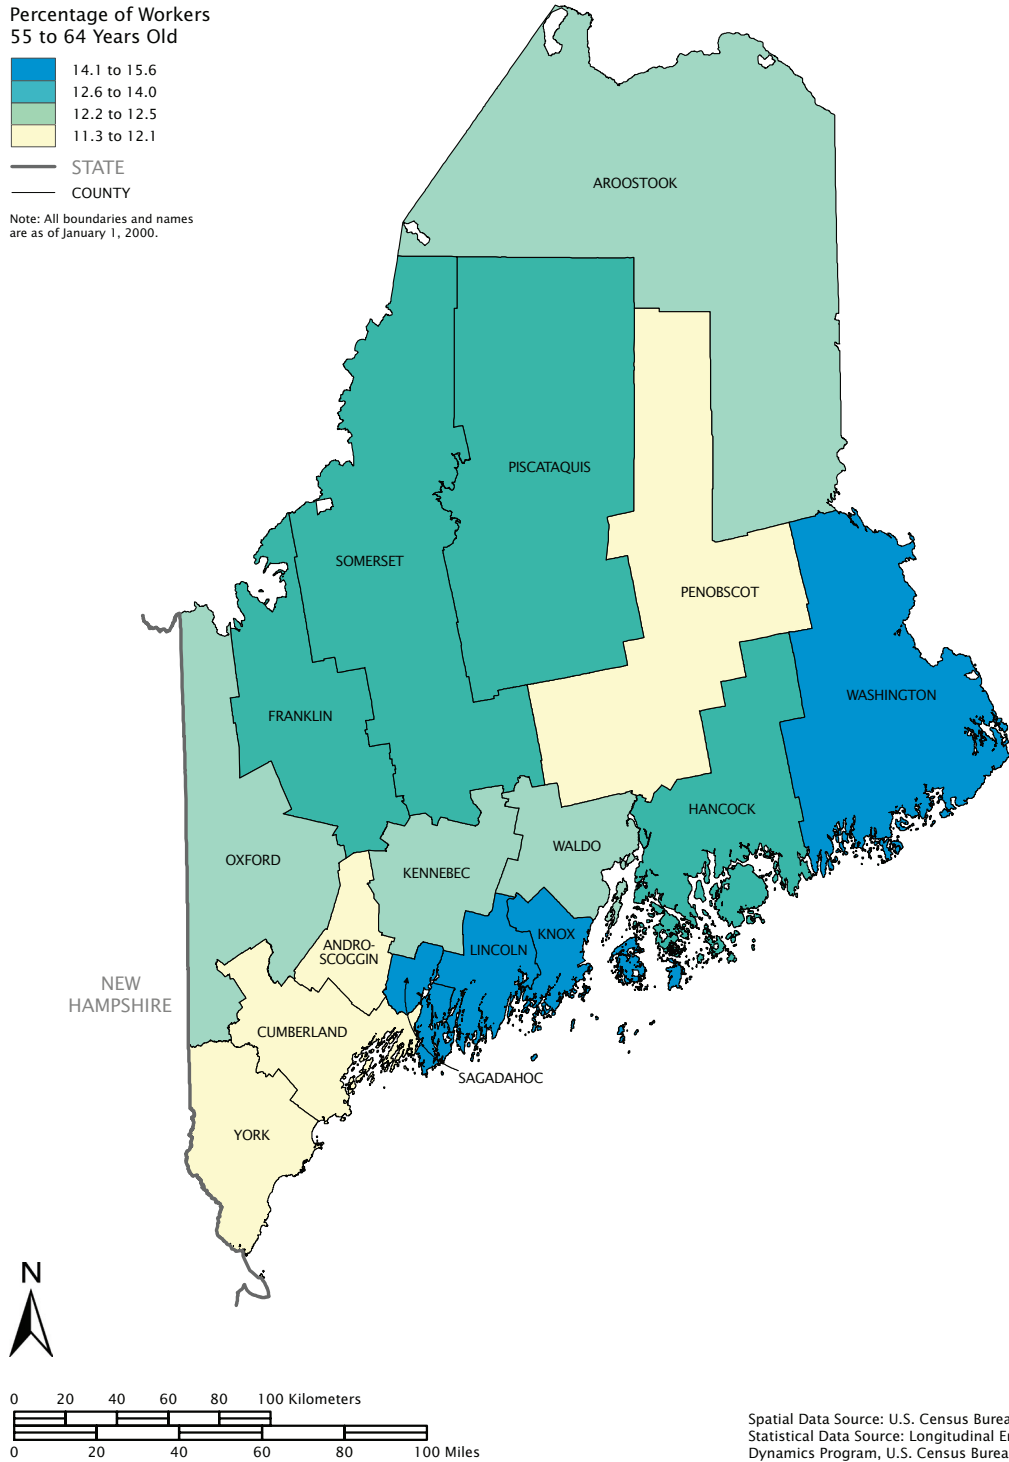 Percentage of Workers
55 to 64 Years Old
14.1 to 15.6
12.6 to 14.0
12.2 to 12.5
11.3 to 12.1
STATE
COUNTY
Note: All boundaries and names
are as of January 1, 2000.
AROOSTOOK
PISCATAQUIS
SOMERSET
PENOBSCOT
WASHINGTON
FRANKLIN
HANCOCK
OXFORD
WALDO
KENNEBEC
KNOX
LINCOLN
ANDRO-
SCOGGIN
NEW
HAMPSHIRE
CUMBERLAND
SAGADAHOC
YORK
N
0 20 40 60 80 100 Kilometers
0 20 40 60 80 100 Miles
Spatial Data Source: U.S. Census
Statistical Data Source: Longitudinal
Dynamics Program, U.S. Census